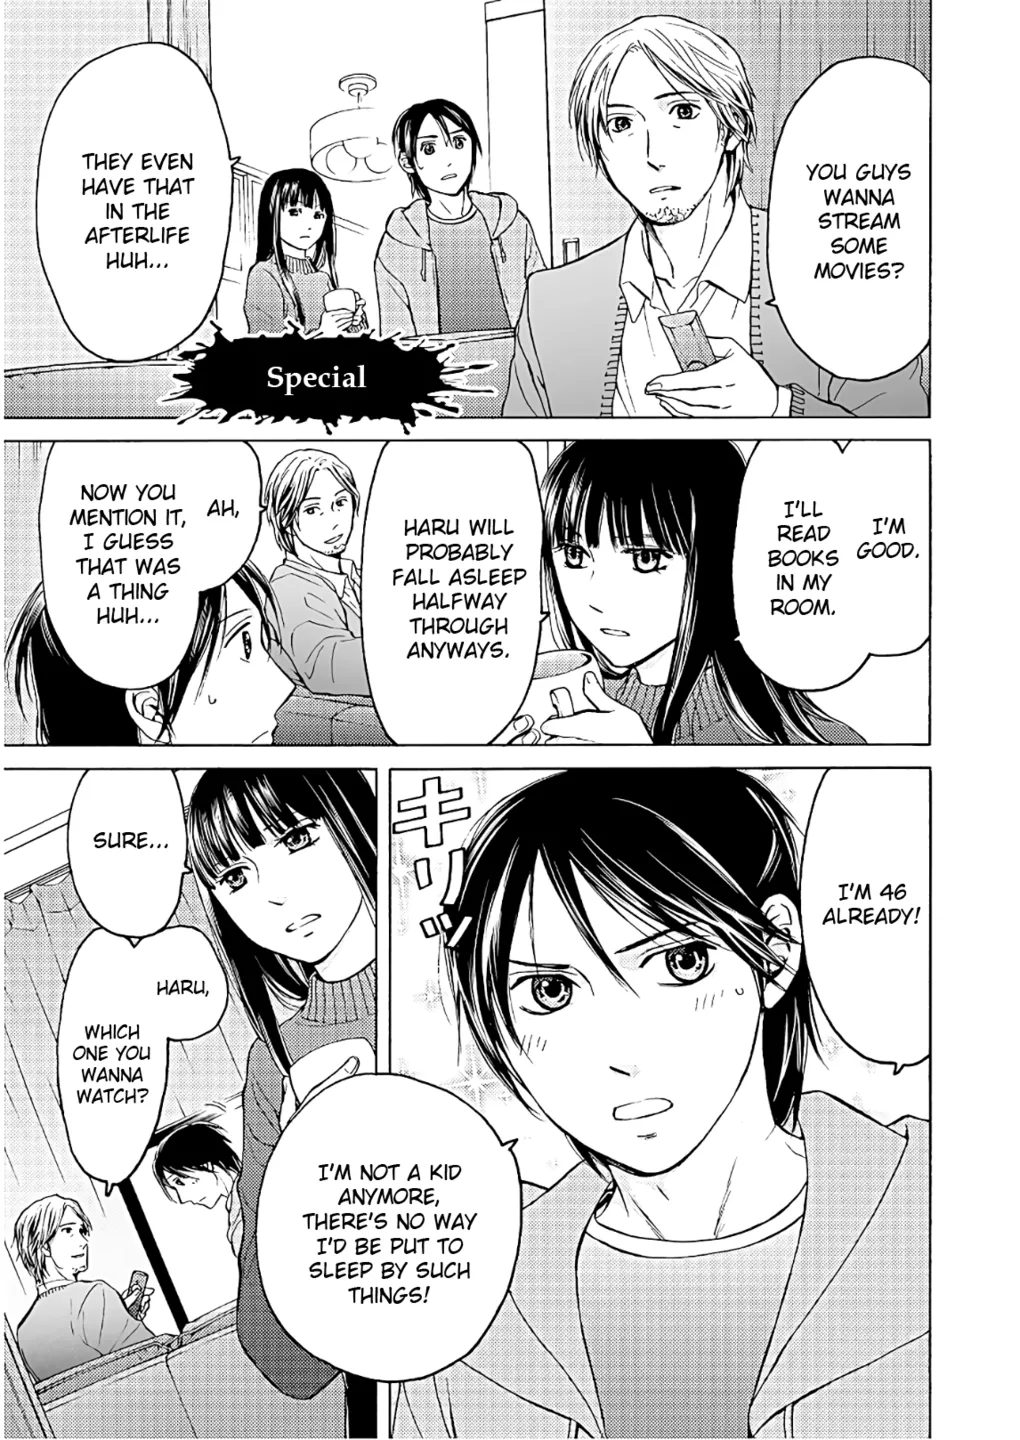 YOU GUYS
WANNA
STREAM
SOME
MOVIES?
THEY EVEN
HAVE THAT
IN THE
AFTERLIFE
HUH...
Special
I'M
GOOD.
I'LL
READ
BOOKS
IN MY
ROOM.
HARU WILL
PROBABLY
FALL ASLEEP
HALFWAY
THROUGH
ANYWAYS.
AH,
NOW YOU
MENTION IT,
I GUESS
THAT WAS
A THING
HUH...
I'M 46
ALREADY!
キリッ
I'M NOT A KID
ANYMORE,
THERE'S NO WAY
I'D BE PUT TO
SLEEP BY SUCH
THINGS!
SURE...
HARU,
WHICH
ONE YOU
WANNA
WATCH?